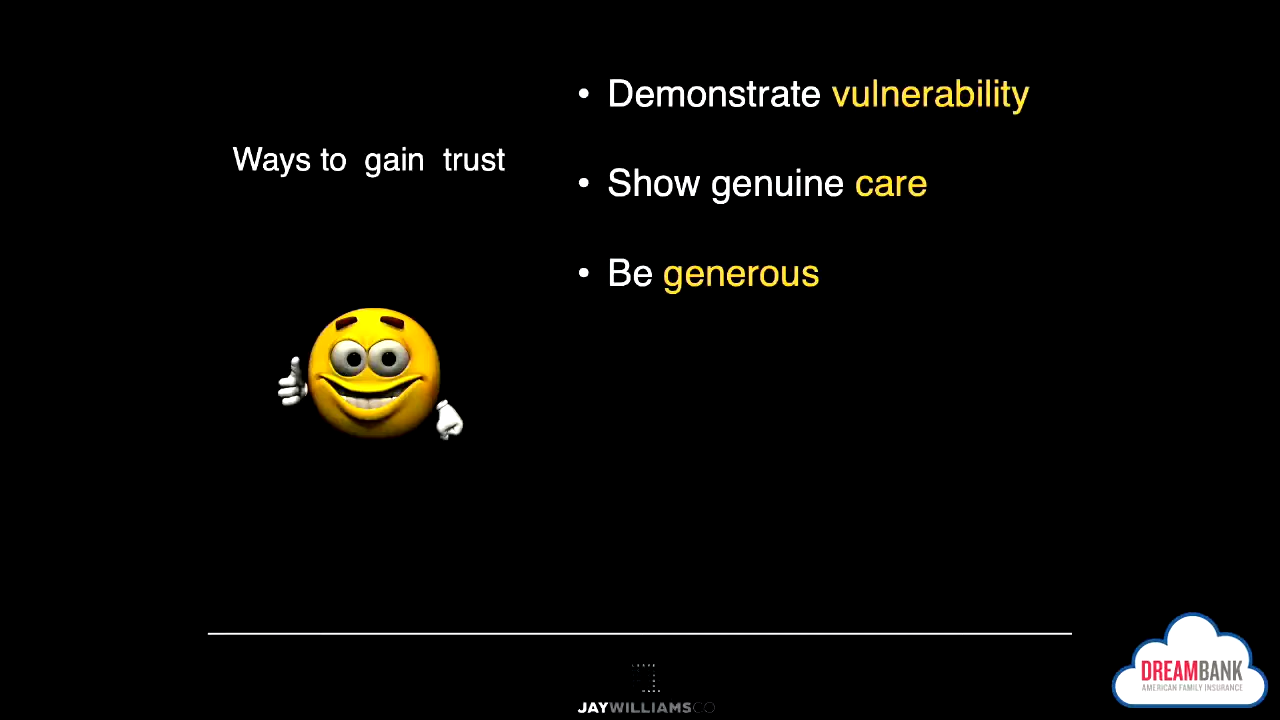 Ways to gain trust
• Demonstrate vulnerability
• Show genuine care
• Be generous
JAYWILLIAMSCO
DREAMBANK
AMERICAN FAMILY INSURANCE